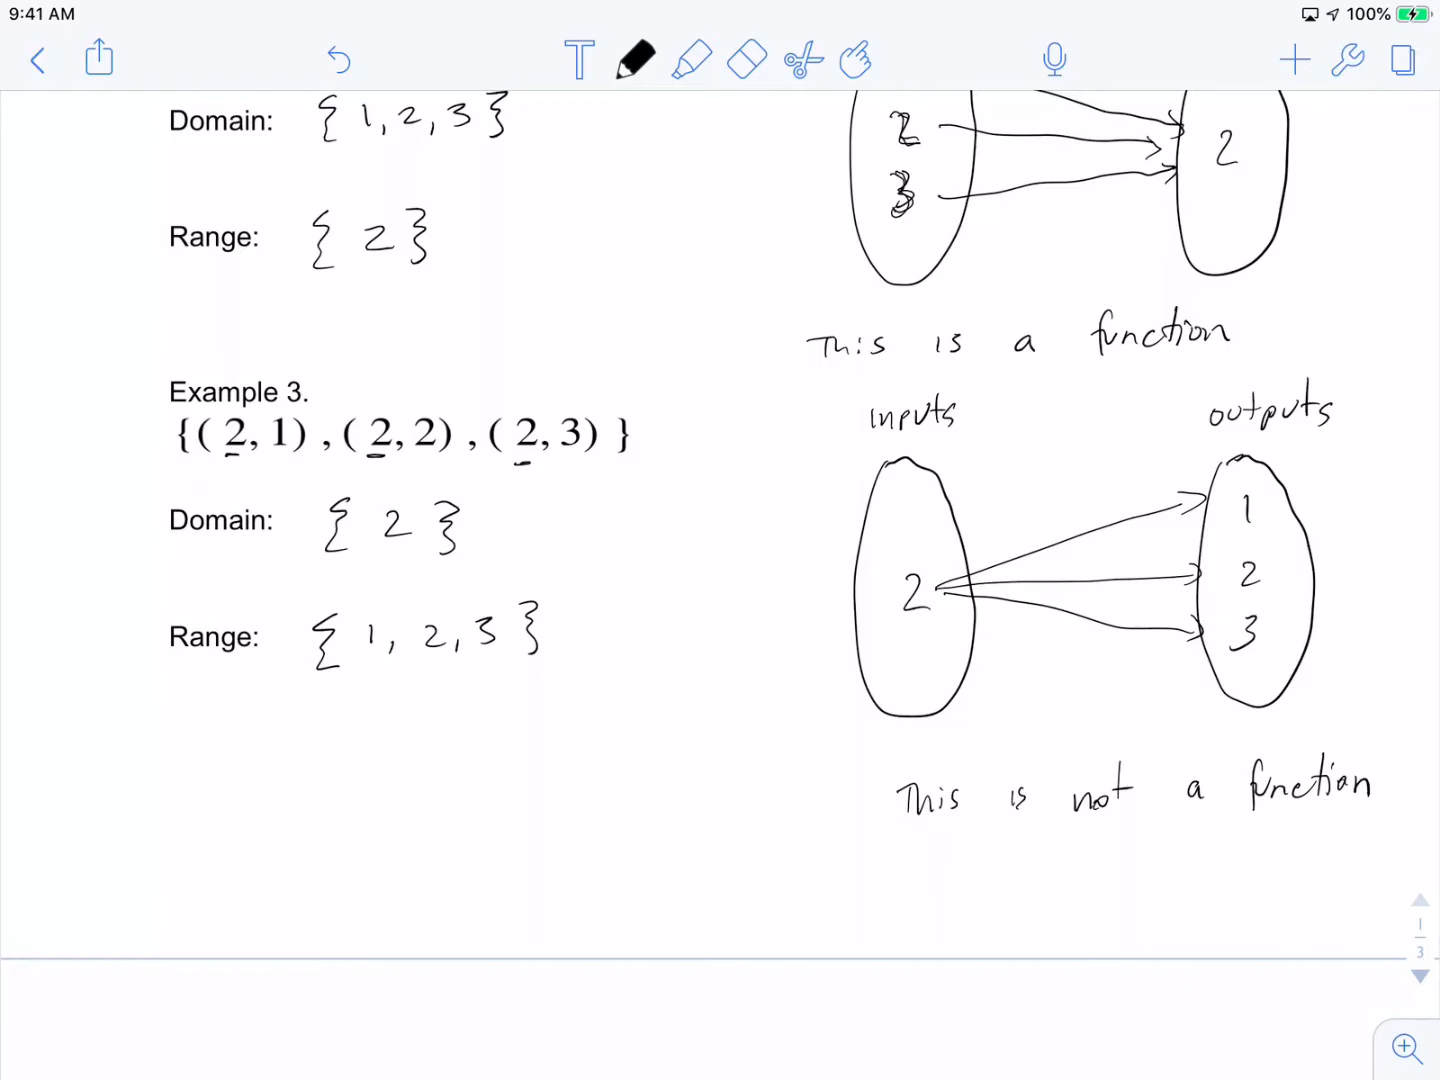 9:41 AM
100%
T
Domain: { 1, 2, 3 }
2
3
2
Range: { 2 }
This is a function
Example 3.
{( 2, 1) , ( 2, 2) , ( 2, 3) }
inputs
outputs
Domain: { 2 }
2
1
2
3
Range: { 1, 2, 3 }
This is not a function
1
3